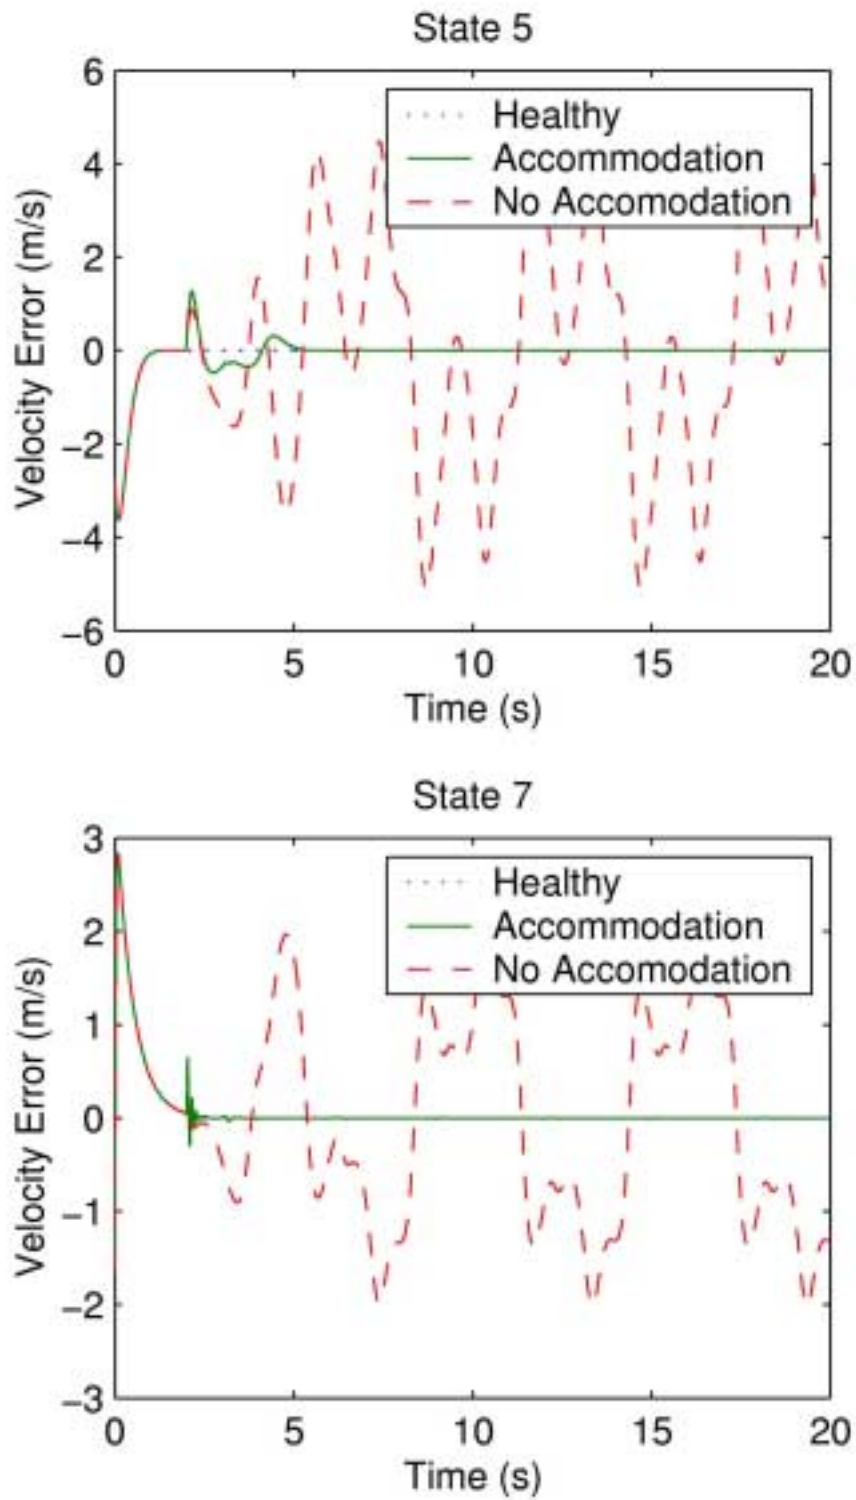 State 5
6
4
2
0
−2
−4
−6
Velocity Error (m/s)
Healthy
Accommodation
No Accomodation
0 5 10 15 20
Time (s)
State 7
3
2
1
0
−1
−2
−3
Velocity Error (m/s)
Healthy
Accommodation
No Accomodation
0 5 10 15 20
Time (s)